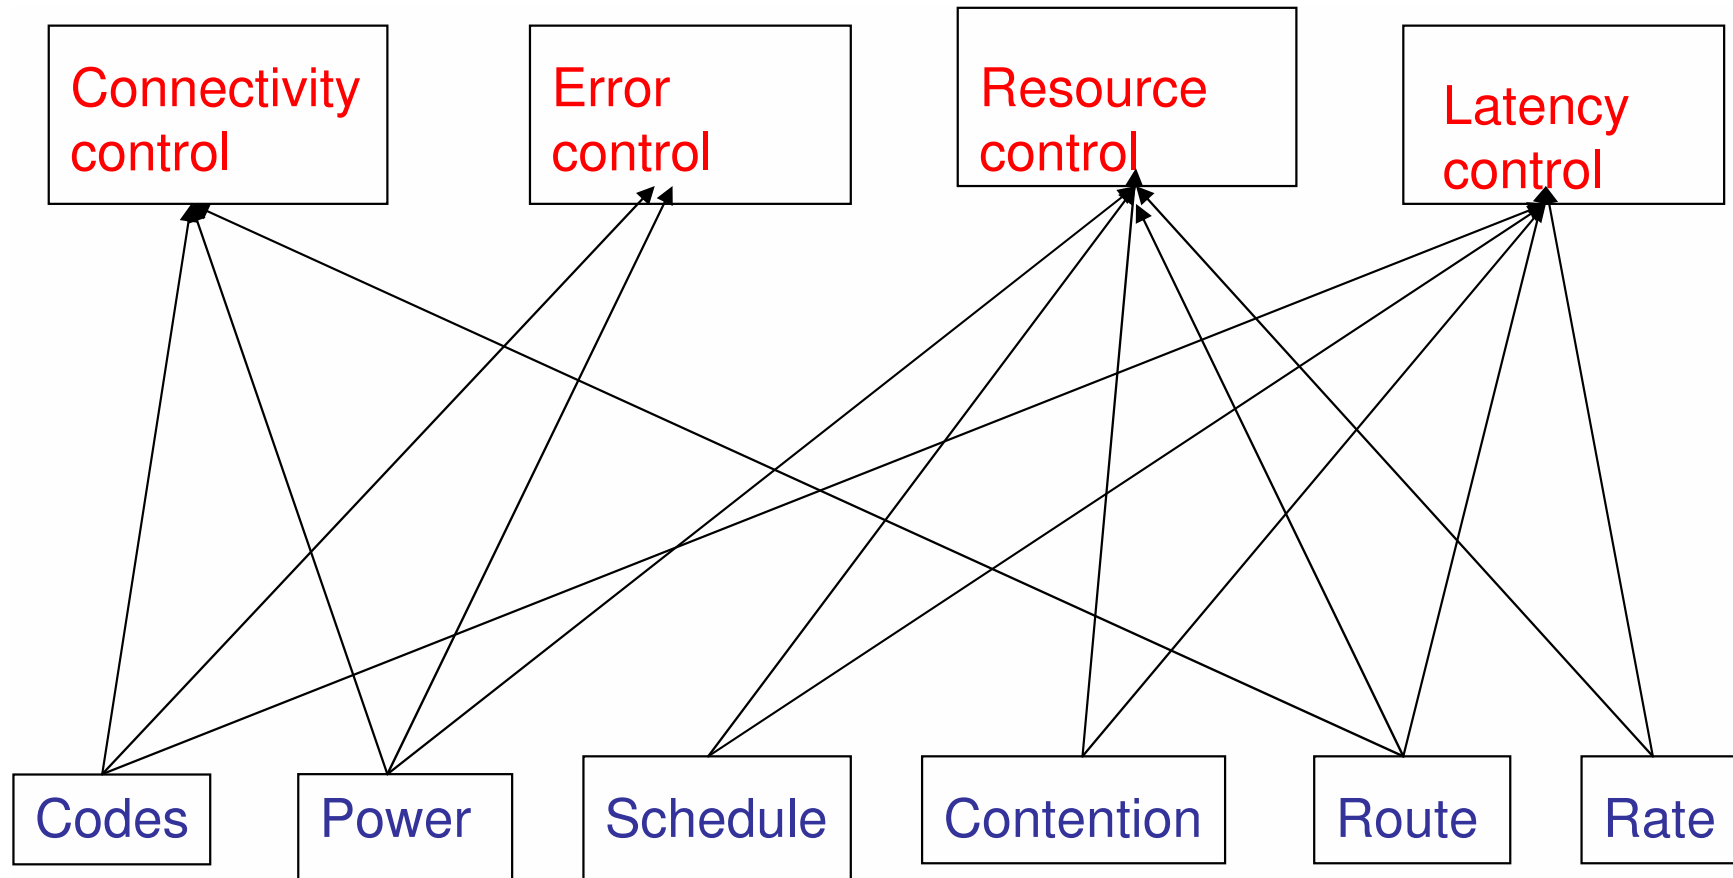 Connectivity
control
Error
control
Resource
control
Latency
control
Codes
Power
Schedule
Contention
Route
Rate